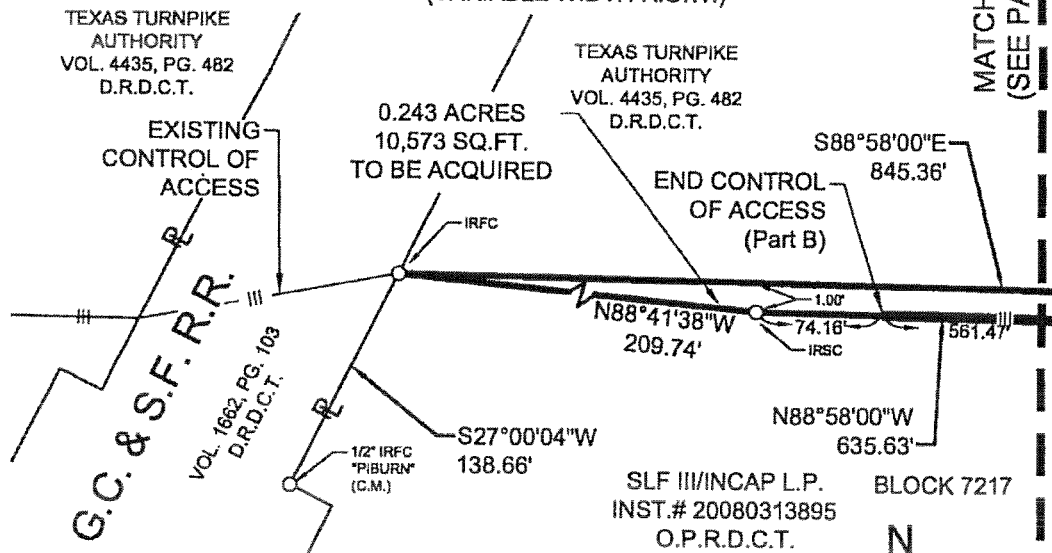 (VARIABLE WIDTH R.O.W.)
TEXAS TURNPIKE
AUTHORITY
VOL. 4435, PG. 482
D.R.D.C.T.
MATCH
(SEE PA
TEXAS TURNPIKE
AUTHORITY
VOL. 4435, PG. 482
D.R.D.C.T.
0.243 ACRES
10,573 SQ.FT.
TO BE ACQUIRED
EXISTING
CONTROL OF
ACCESS
S88°58'00"E
845.36'
END CONTROL
OF ACCESS
(Part B)
IRFC
PL
1.00'
N88°41'38"W
209.74'
74.16'
561.47'
IRSC
G.C. & S.F. R.R.
VOL. 1662, PG. 103
D.R.D.C.T.
PL
S27°00'04"W
138.66'
N88°58'00"W
635.63'
1/2" IRFC
"PIBURN"
(C.M.)
SLF III/INCAP L.P.
INST.# 20080313895
O.P.R.D.C.T.
BLOCK 7217
N